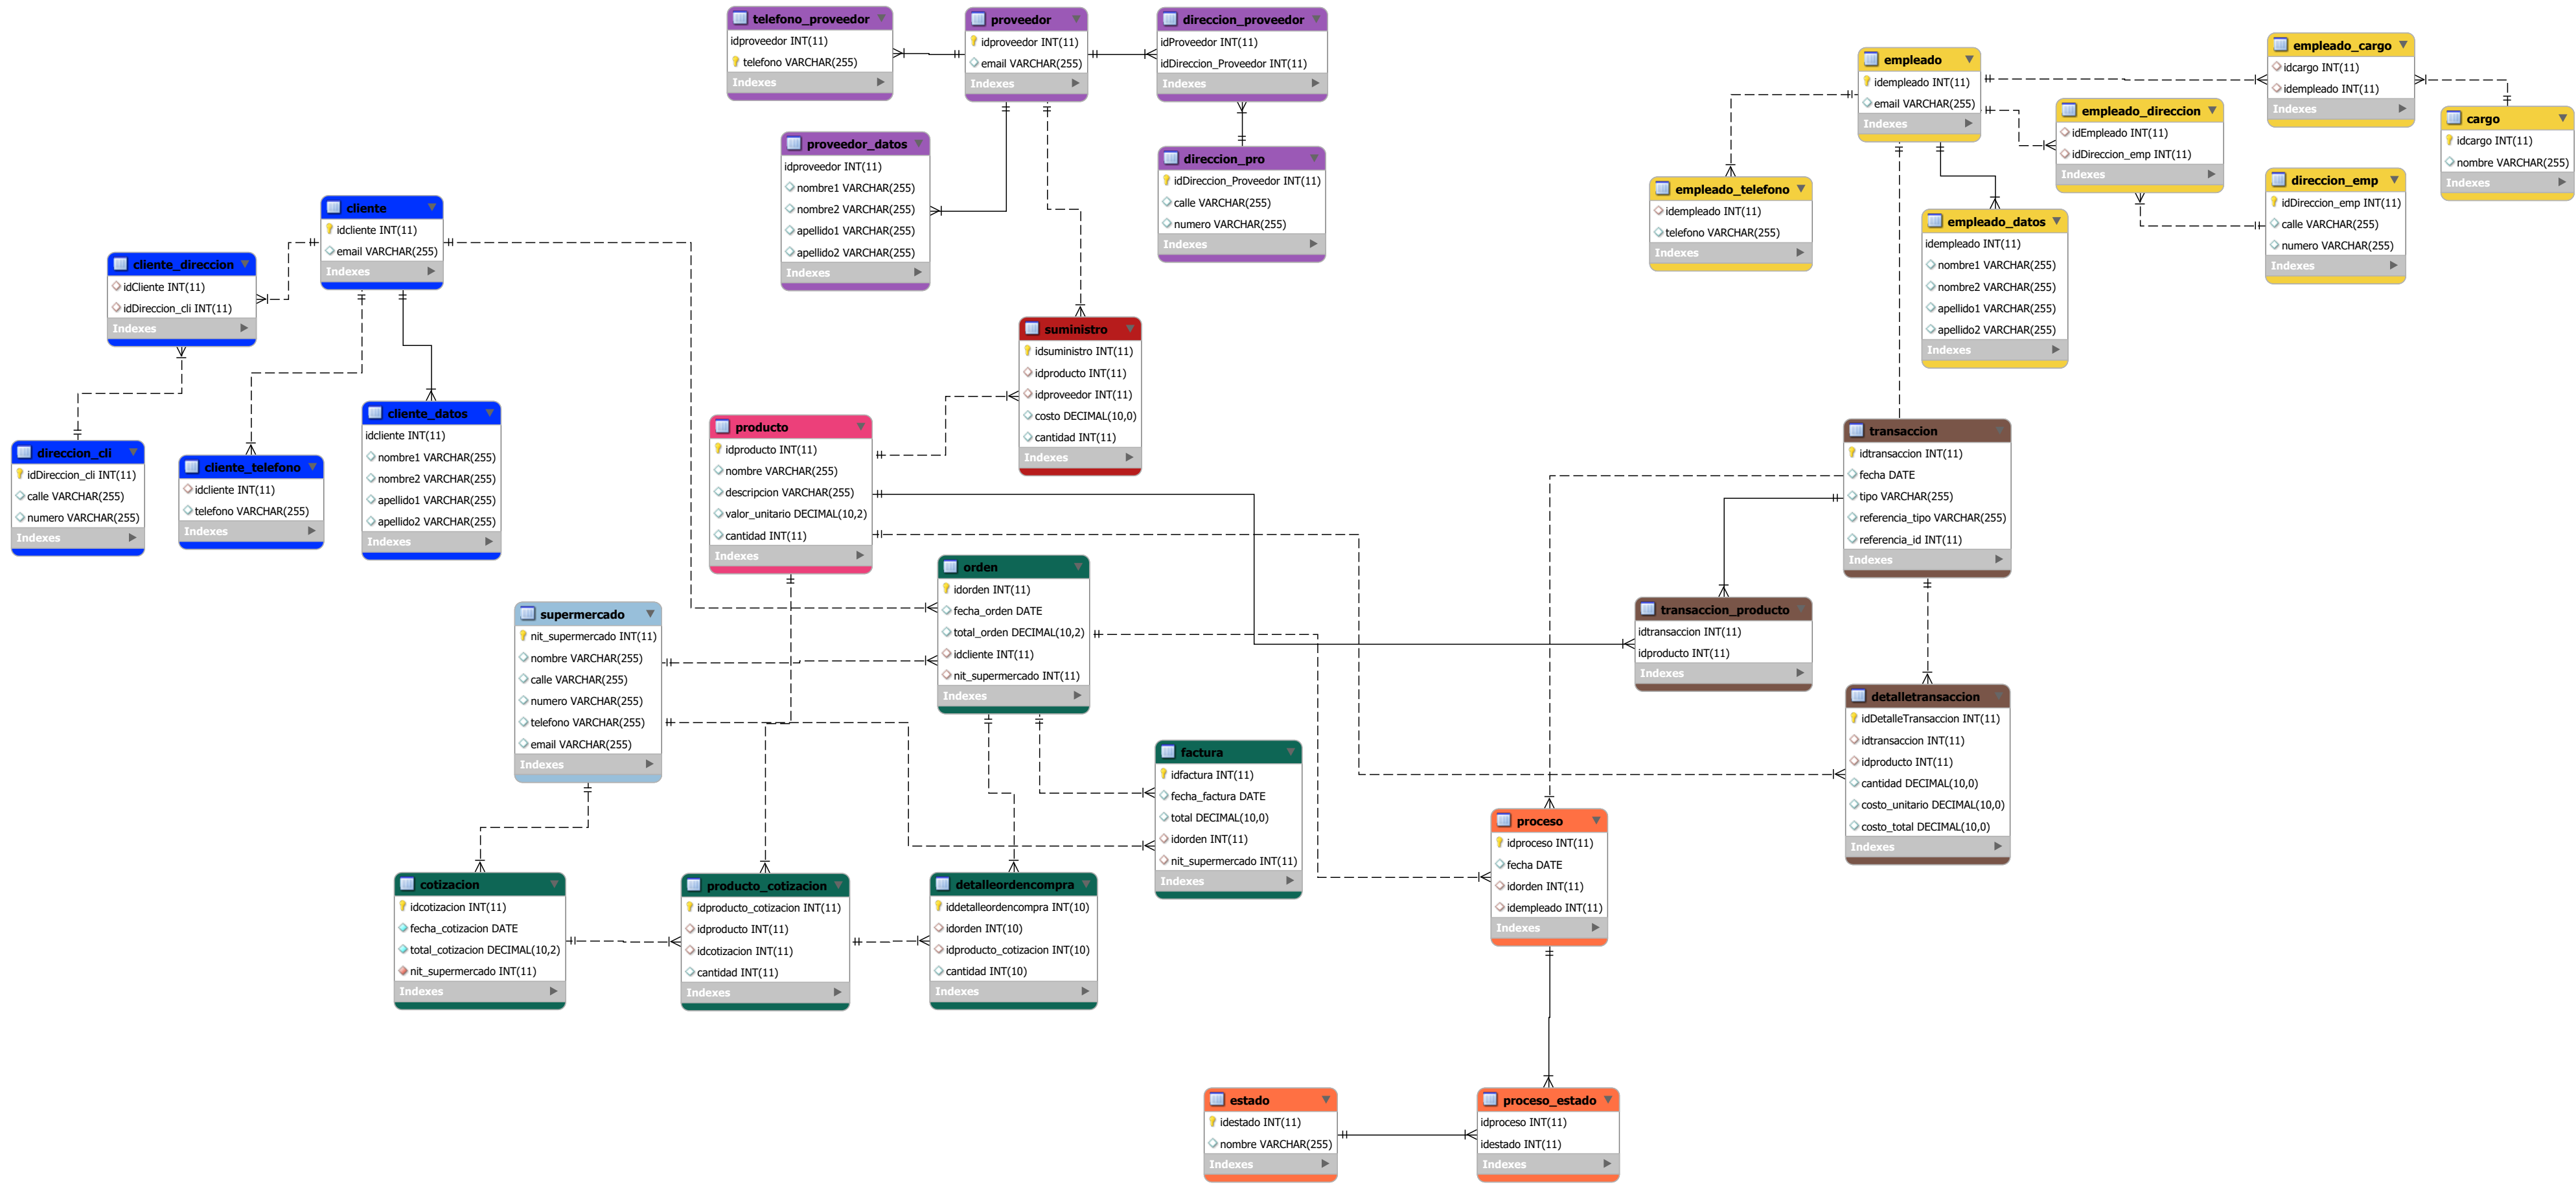 telefono_proveedor
idproveedor INT(11)
telefono VARCHAR(255)
Indexes
proveedor
idproveedor INT(11)
email VARCHAR(255)
Indexes
direccion_proveedor
idProveedor INT(11)
idDireccion_Proveedor INT(11)
Indexes
proveedor_datos
idproveedor INT(11)
nombre1 VARCHAR(255)
nombre2 VARCHAR(255)
apellido1 VARCHAR(255)
apellido2 VARCHAR(255)
Indexes
direccion_pro
idDireccion_Proveedor INT(11)
calle VARCHAR(255)
numero VARCHAR(255)
Indexes
empleado
idempleado INT(11)
email VARCHAR(255)
Indexes
empleado_cargo
idcargo INT(11)
idempleado INT(11)
Indexes
empleado_direccion
idEmpleado INT(11)
idDireccion_emp INT(11)
Indexes
cargo
idcargo INT(11)
nombre VARCHAR(255)
Indexes
empleado_telefono
idempleado INT(11)
telefono VARCHAR(255)
Indexes
direccion_emp
idDireccion_emp INT(11)
calle VARCHAR(255)
numero VARCHAR(255)
Indexes
empleado_datos
idempleado INT(11)
nombre1 VARCHAR(255)
nombre2 VARCHAR(255)
apellido1 VARCHAR(255)
apellido2 VARCHAR(255)
Indexes
cliente
idcliente INT(11)
email VARCHAR(255)
Indexes
cliente_direccion
idCliente INT(11)
idDireccion_cli INT(11)
Indexes
direccion_cli
idDireccion_cli INT(11)
calle VARCHAR(255)
numero VARCHAR(255)
Indexes
cliente_telefono
idcliente INT(11)
telefono VARCHAR(255)
Indexes
cliente_datos
idcliente INT(11)
nombre1 VARCHAR(255)
nombre2 VARCHAR(255)
apellido1 VARCHAR(255)
apellido2 VARCHAR(255)
Indexes
suministro
idsuministro INT(11)
idproducto INT(11)
idproveedor INT(11)
costo DECIMAL(10,0)
cantidad INT(11)
Indexes
producto
idproducto INT(11)
nombre VARCHAR(255)
descripcion VARCHAR(255)
valor_unitario DECIMAL(10,2)
cantidad INT(11)
Indexes
transaccion
idtransaccion INT(11)
fecha DATE
tipo VARCHAR(255)
referencia_tipo VARCHAR(255)
referencia_id INT(11)
Indexes
orden
idorden INT(11)
fecha_orden DATE
total_orden DECIMAL(10,2)
idcliente INT(11)
nit_supermercado INT(11)
Indexes
supermercado
nit_supermercado INT(11)
nombre VARCHAR(255)
calle VARCHAR(255)
numero VARCHAR(255)
telefono VARCHAR(255)
email VARCHAR(255)
Indexes
transaccion_producto
idtransaccion INT(11)
idproducto INT(11)
Indexes
detalletransaccion
idDetalleTransaccion INT(11)
idtransaccion INT(11)
idproducto INT(11)
cantidad DECIMAL(10,0)
costo_unitario DECIMAL(10,0)
costo_total DECIMAL(10,0)
Indexes
factura
idfactura INT(11)
fecha_factura DATE
total DECIMAL(10,0)
idorden INT(11)
nit_supermercado INT(11)
Indexes
proceso
idproceso INT(11)
fecha DATE
idorden INT(11)
idempleado INT(11)
Indexes
cotizacion
idcotizacion INT(11)
fecha_cotizacion DATE
total_cotizacion DECIMAL(10,2)
nit_supermercado INT(11)
Indexes
producto_cotizacion
idproducto_cotizacion INT(11)
idproducto INT(11)
idcotizacion INT(11)
cantidad INT(11)
Indexes
detalleordencompra
iddetalleordencompra INT(10)
idorden INT(10)
idproducto_cotizacion INT(10)
cantidad INT(10)
Indexes
estado
idestado INT(11)
nombre VARCHAR(255)
Indexes
proceso_estado
idproceso INT(11)
idestado INT(11)
Indexes